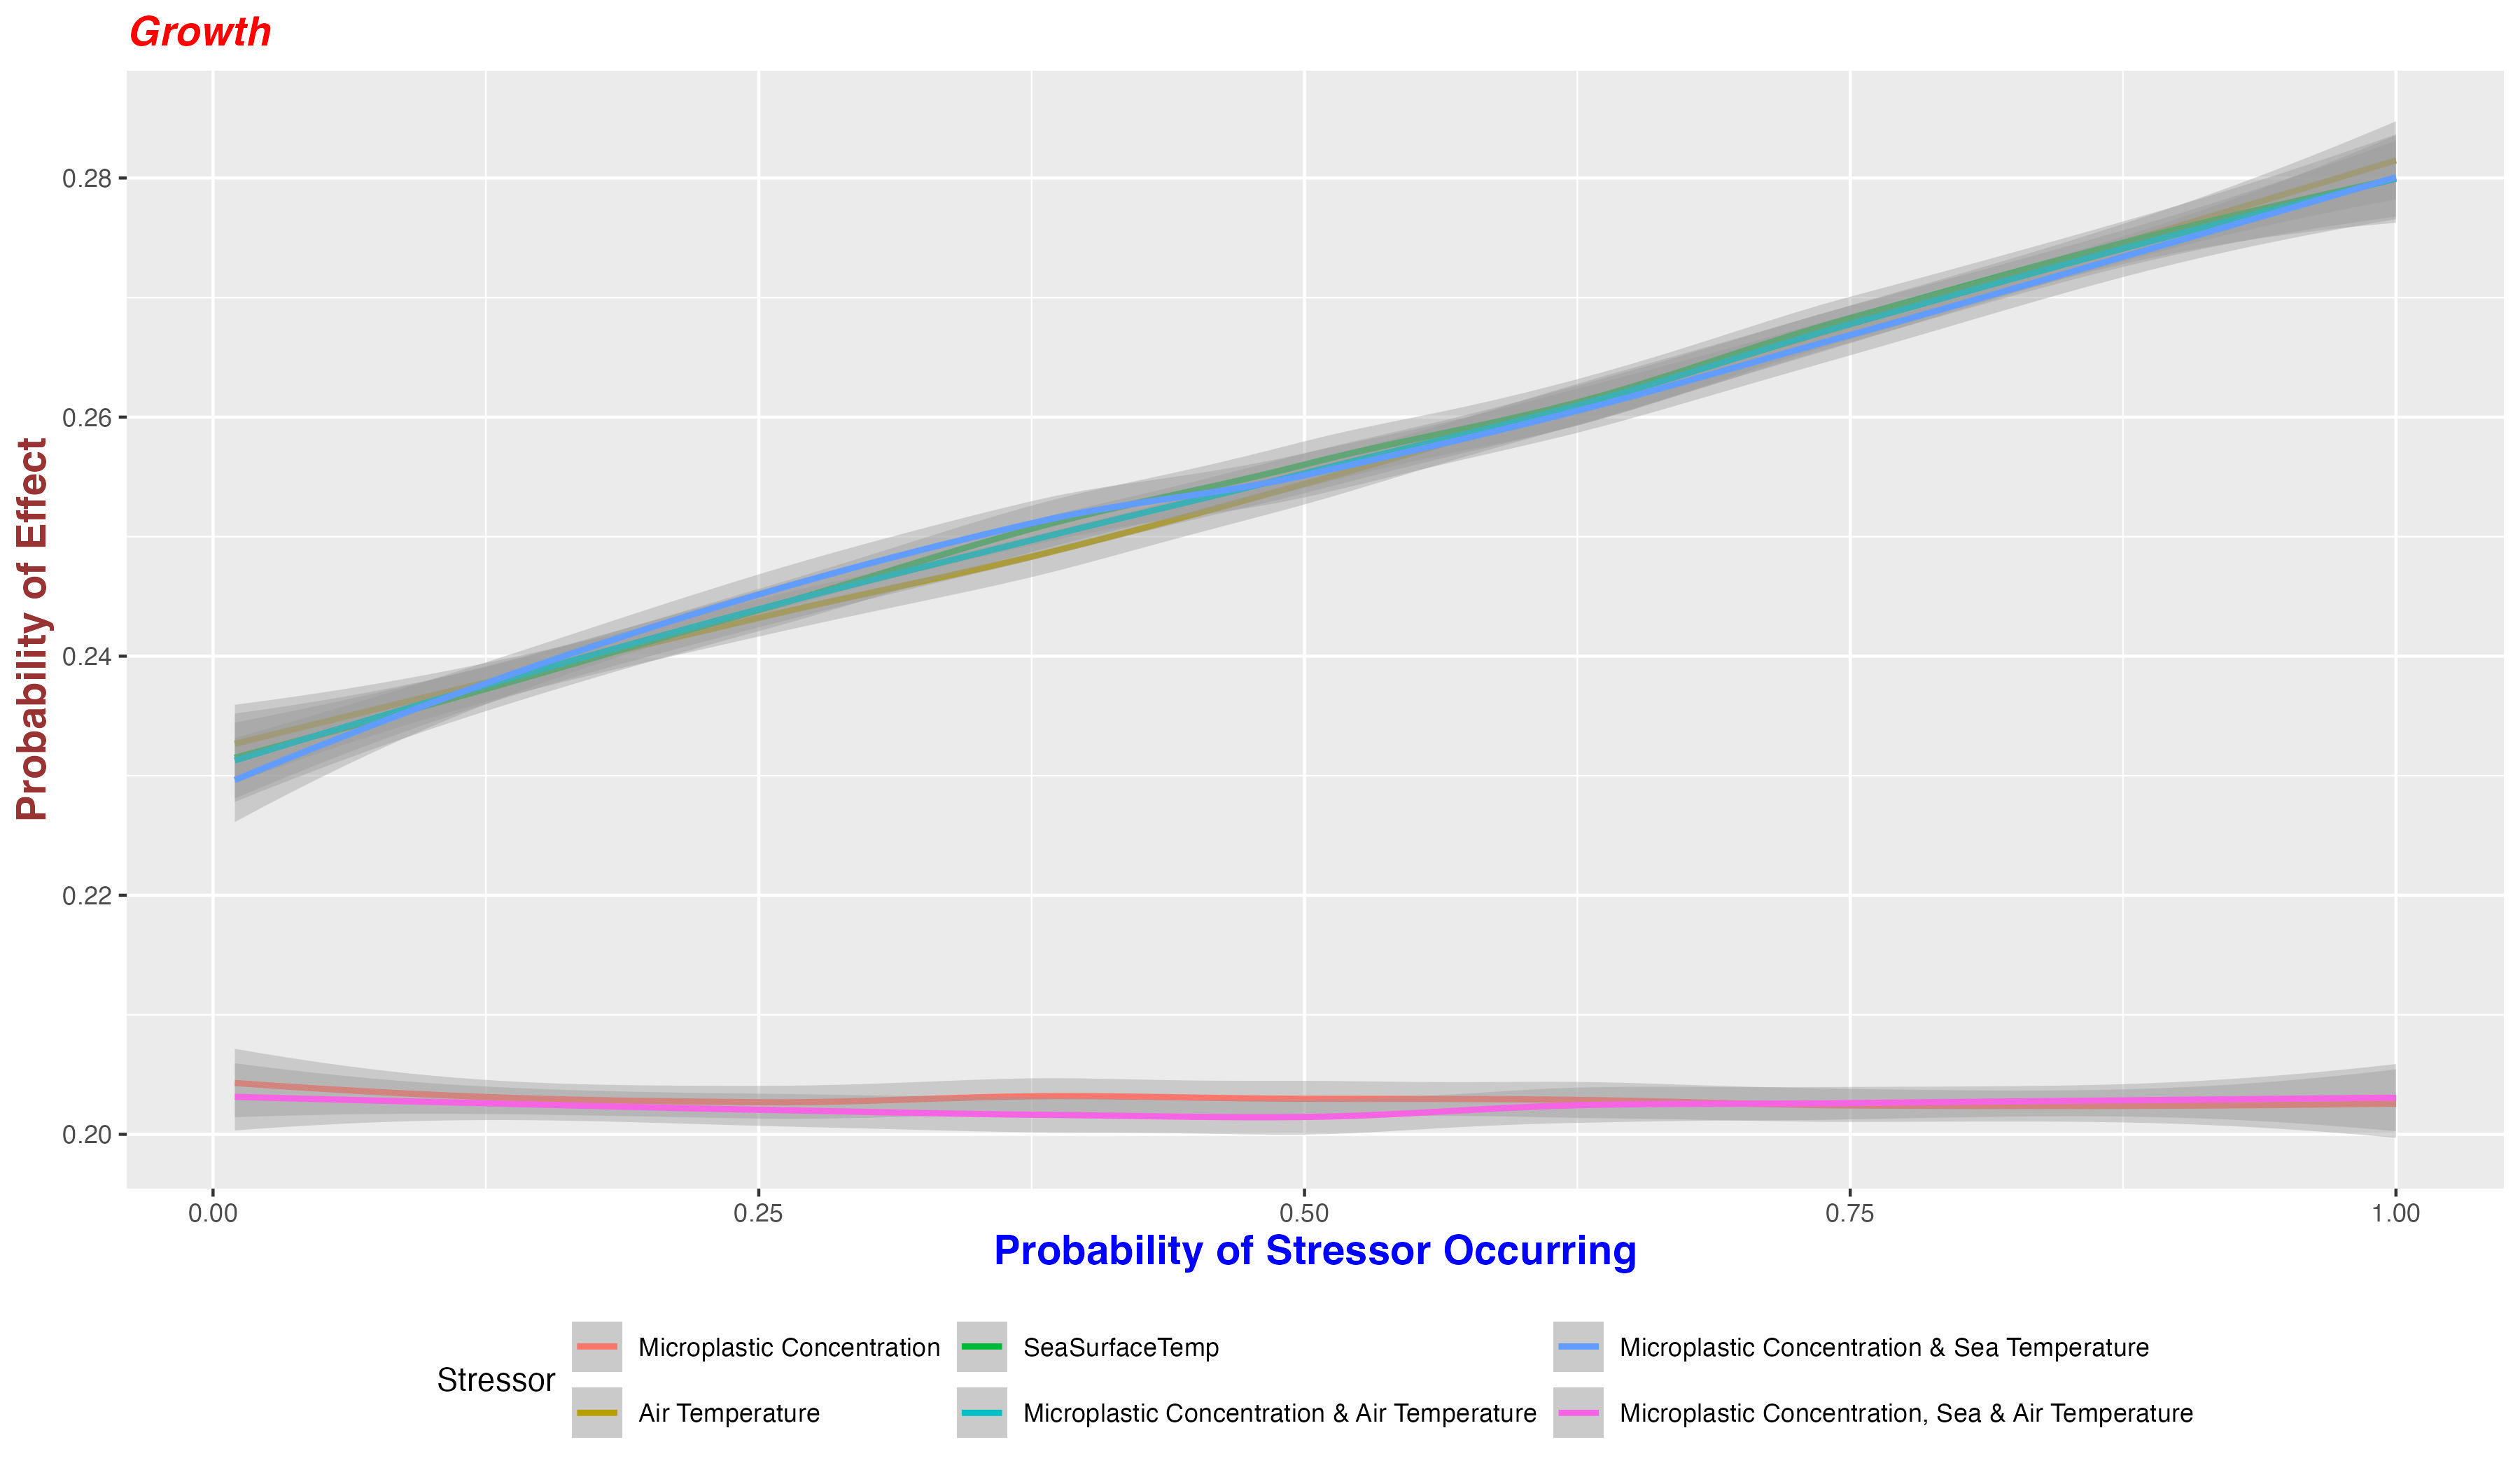 Growth
Probability of Effect
0.28
0.26
0.24
0.22
0.20
0.00 0.25 0.50 0.75 1.00
Probability of Stressor Occurring
Stressor
Microplastic Concentration
Air Temperature
SeaSurfaceTemp
Microplastic Concentration & Air Temperature
Microplastic Concentration & Sea Temperature
Microplastic Concentration, Sea & Air Temperature